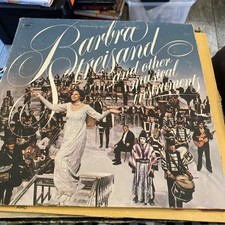 Barbra
Streisand
and other
musical
instruments